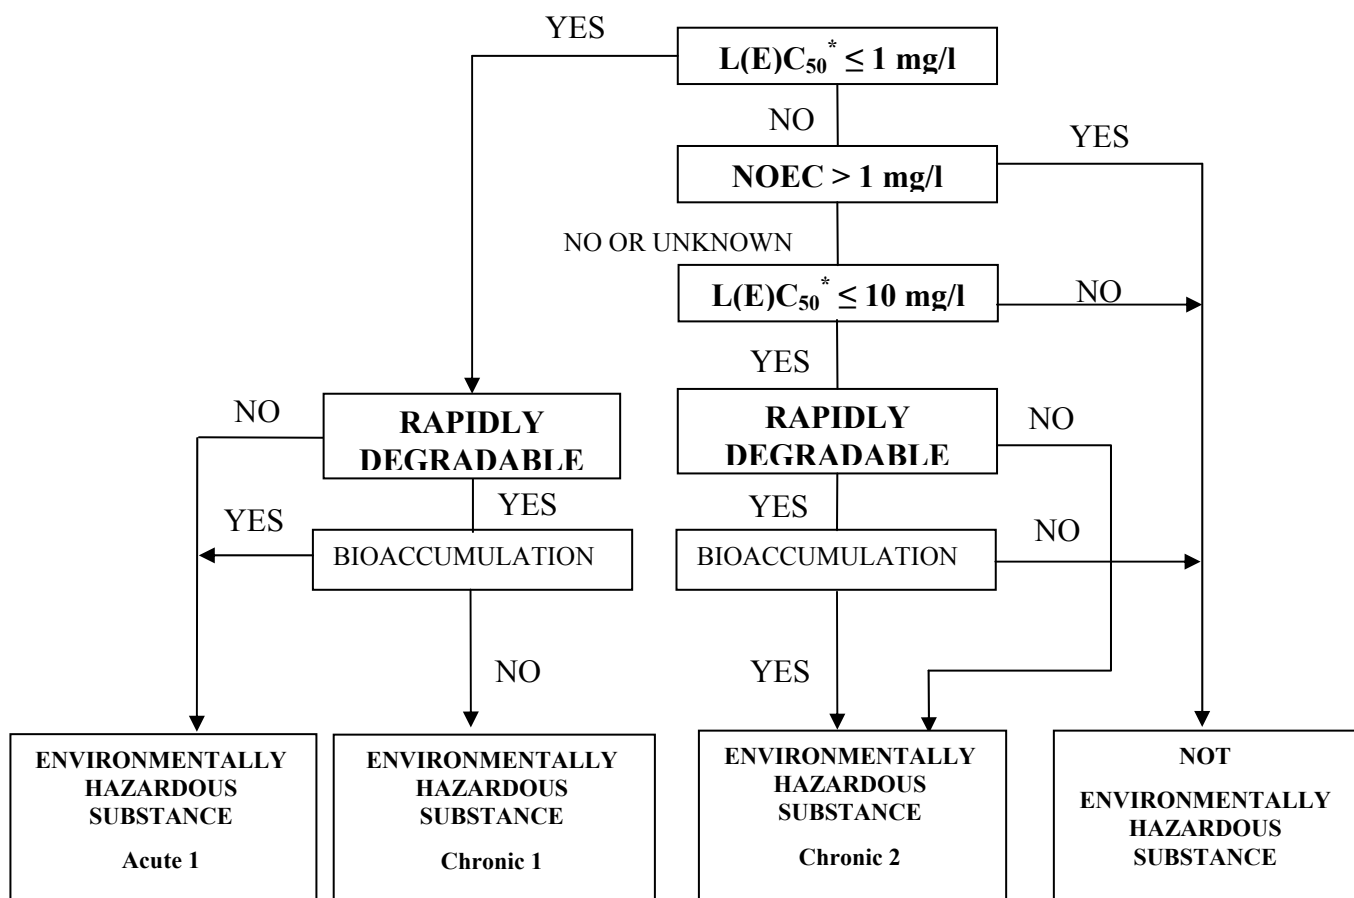 YES
L(E)C50* ≤ 1 mg/l
NO
YES
NOEC > 1 mg/l
NO OR UNKNOWN
L(E)C50* ≤ 10 mg/l
NO
YES
NO
RAPIDLY
DEGRADABLE
RAPIDLY
DEGRADABLE
NO
YES
YES
YES
NO
BIOACCUMULATION
BIOACCUMULATION
NO
YES
ENVIRONMENTALLY
HAZARDOUS
SUBSTANCE
Acute 1
ENVIRONMENTALLY
HAZARDOUS
SUBSTANCE
Chronic 1
ENVIRONMENTALLY
HAZARDOUS
SUBSTANCE
Chronic 2
NOT
ENVIRONMENTALLY
HAZARDOUS
SUBSTANCE